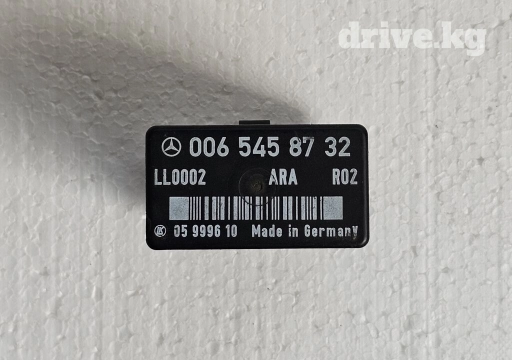 drive.kg
006 545 87 32
LL0002 ARA R02
05 9996 10 Made in Germany